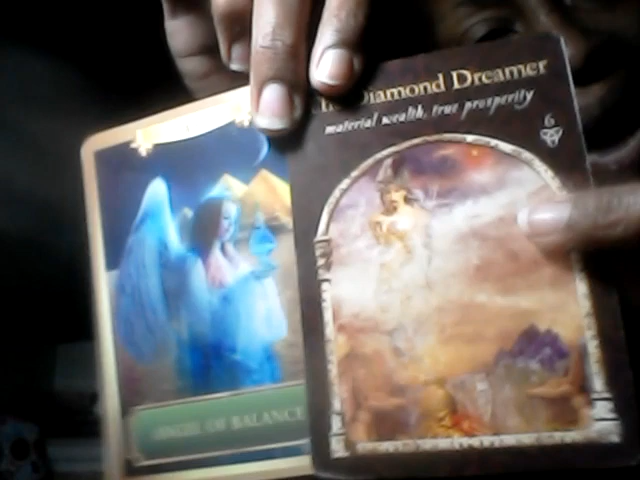 Diamond Dreamer
material wealth, true prosperity
6
ANGEL OF BALANCE